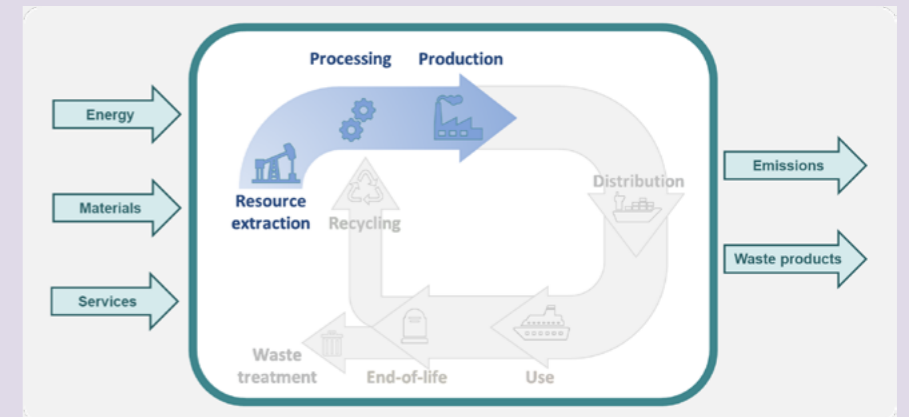 Processing
Production
Energy
Emissions
Materials
Resource
extraction
Recycling
Distribution
Waste products
Services
Waste
treatment
End-of-life
Use